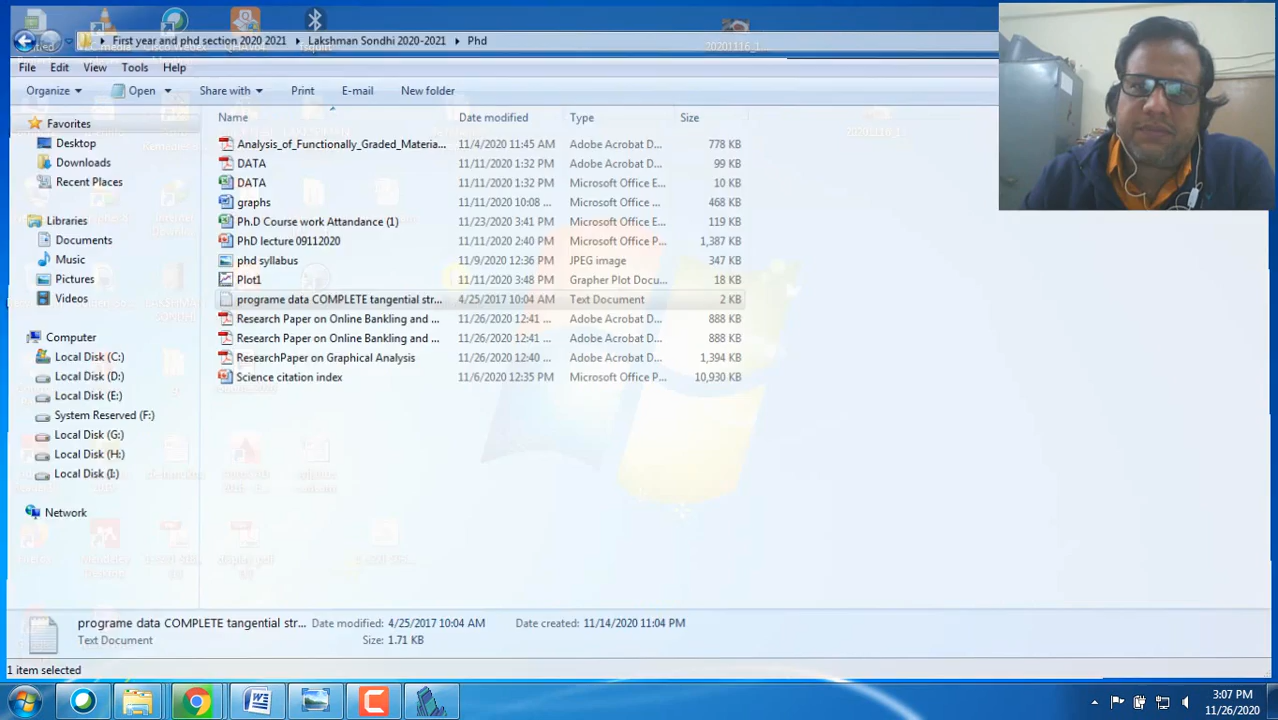 20201116_1...
First year and phd section 2020 2021 Lakshman Sondhi 2020-2021 Phd
File Edit View Tools Help
Organize Open Share with Print E-mail New folder
Name Date modified Type Size
Favorites
Desktop
Downloads
Recent Places
Libraries
Documents
Music
Pictures
Videos
Computer
Local Disk (C:)
Local Disk (D:)
Local Disk (E:)
System Reserved (F:)
Local Disk (G:)
Local Disk (H:)
Local Disk (I:)
Network
Analysis_of_Functionally_Graded_Materia... 11/4/2020 11:45 AM Adobe Acrobat D... 778 KB
DATA 11/11/2020 1:32 PM Adobe Acrobat D... 99 KB
DATA 11/11/2020 1:32 PM Microsoft Office E... 10 KB
graphs 11/11/2020 10:08 ... Microsoft Office E... 468 KB
Ph.D Course work Attandance (1) 11/23/2020 3:41 PM Microsoft Office E... 119 KB
PhD lecture 09112020 11/11/2020 2:40 PM Microsoft Office P... 1,387 KB
phd syllabus 11/9/2020 12:36 PM JPEG image 347 KB
Plot1 11/11/2020 3:48 PM Grapher Plot Docu... 18 KB
programe data COMPLETE tangential str... 4/25/2017 10:04 AM Text Document 2 KB
Research Paper on Online Bankling and ... 11/26/2020 12:41 ... Adobe Acrobat D... 888 KB
Research Paper on Online Bankling and ... 11/26/2020 12:41 ... Adobe Acrobat D... 888 KB
ResearchPaper on Graphical Analysis 11/26/2020 12:40 ... Adobe Acrobat D... 1,394 KB
Science citation index 11/6/2020 12:35 PM Microsoft Office P... 10,930 KB
programe data COMPLETE tangential str... Date modified: 4/25/2017 10:04 AM Date created: 11/14/2020 11:04 PM
Text Document Size: 1.71 KB
1 item selected
3:07 PM
11/26/2020